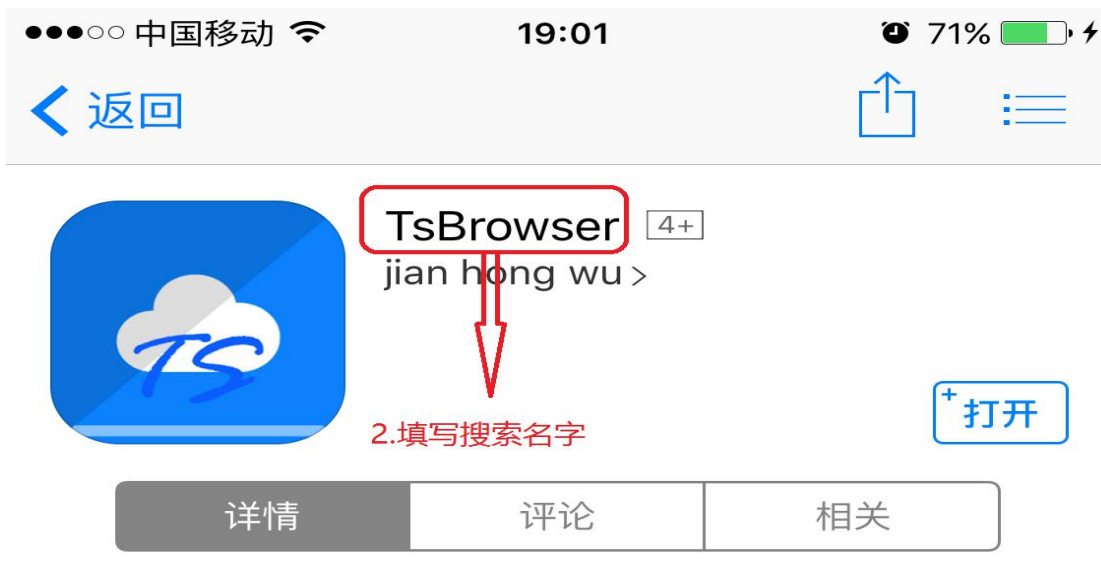 中国移动 19:01 71%
返回
TsBrowser 4+
jian hong wu >
TS
+打开
2.填写搜索名字
详情 评论 相关